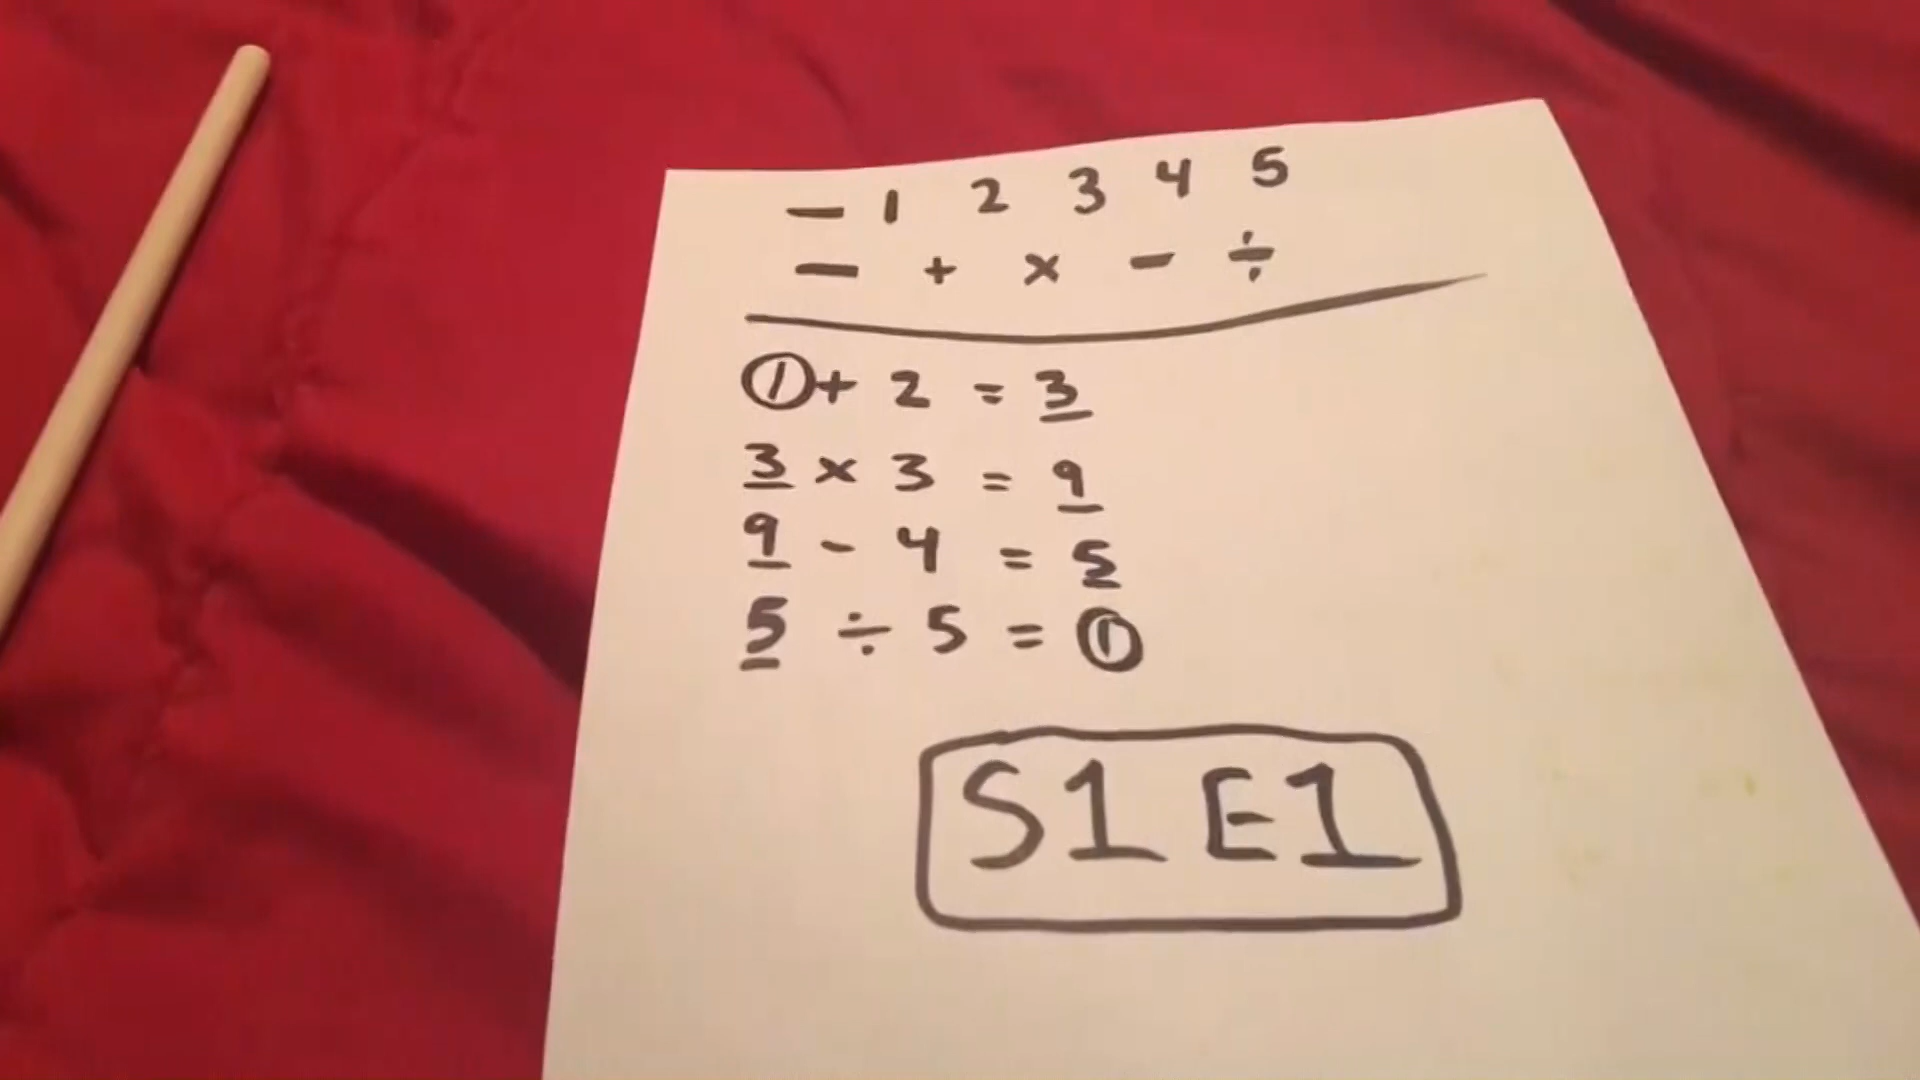 — 1 2 3 4 5
— + × - ÷
① + 2 = 3
3 × 3 = 9
9 - 4 = 5
5 ÷ 5 = ①
S1 E1